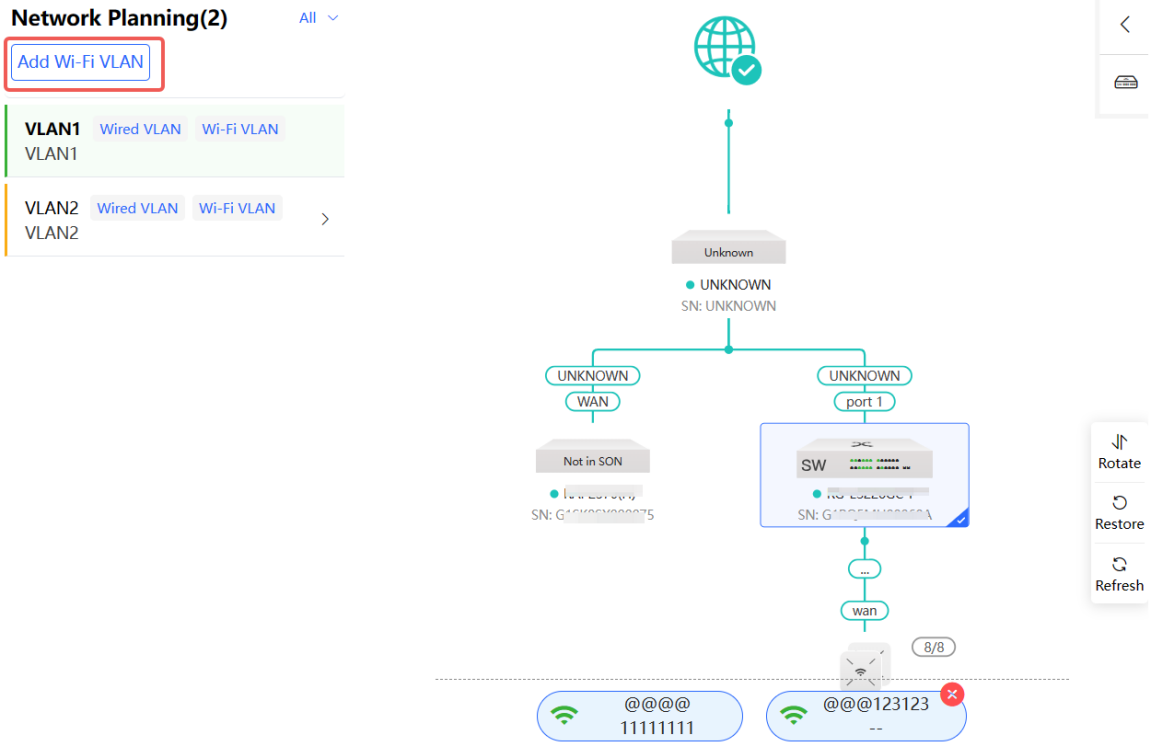 Network Planning(2)
All
Add Wi-Fi VLAN
VLAN1 Wired VLAN Wi-Fi VLAN
VLAN1
VLAN2 Wired VLAN Wi-Fi VLAN
VLAN2
Unknown
UNKNOWN
SN: UNKNOWN
UNKNOWN UNKNOWN
WAN port 1
Not in SON
SW
SN:
SN:
...
wan
8/8
@@@@
11111111
@@@123123
--
Rotate
Restore
Refresh